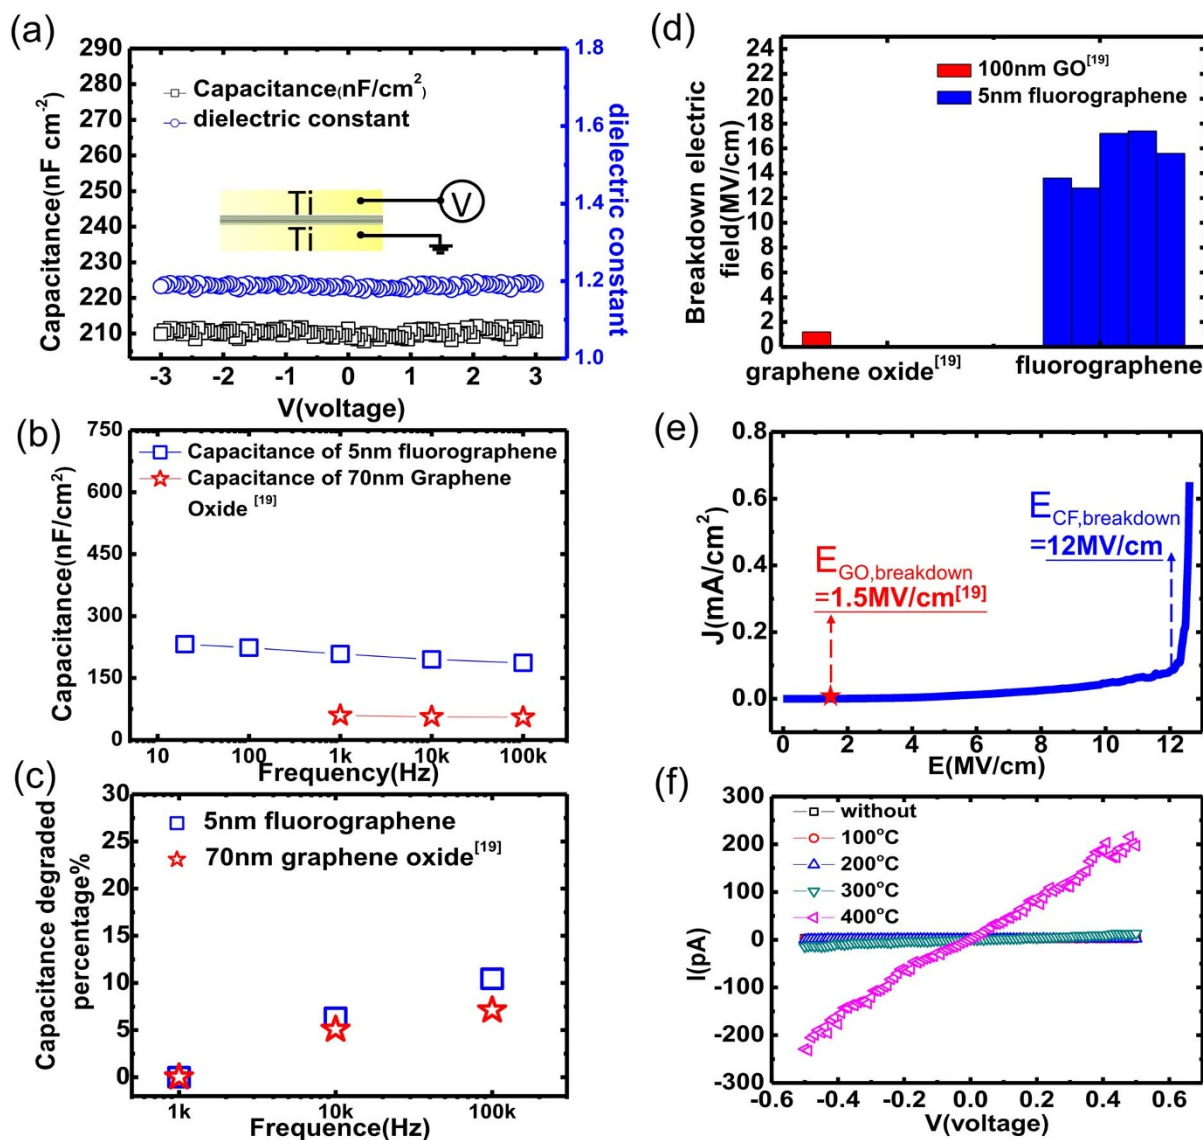 (a)
290
280
270
260
250
240
230
220
210
Capacitance(nF cm-2)
1.8
1.6
1.4
1.2
1.0
dielectric constant
Capacitance(nF/cm2)
dielectric constant
Ti
V
Ti
-3 -2 -1 0 1 2 3
V(voltage)
(b)
750
600
450
300
150
0
Capacitance(nF/cm2)
Capacitance of 5nm fluorographene
Capacitance of 70nm Graphene
Oxide [19]
10 100 1k 10k 100k
Frequency(Hz)
(c)
30
25
20
15
10
5
0
Capacitance degraded
percentage%
5nm fluorographene
70nm graphene oxide[19]
1k 10k 100k
Frequence(Hz)
(d)
24
22
20
18
16
14
12
10
8
6
4
2
0
Breakdown electric
field(MV/cm)
100nm GO[19]
5nm fluorographene
graphene oxide[19] fluorographene
(e)
0.8
0.6
0.4
0.2
0.0
J(mA/cm2)
EGO,breakdown
=1.5MV/cm[19]
ECF,breakdown
=12MV/cm
0 2 4 6 8 10 12
E(MV/cm)
(f)
300
200
100
0
-100
-200
-300
I(pA)
without
100°C
200°C
300°C
400°C
-0.6 -0.4 -0.2 0.0 0.2 0.4 0.6
V(voltage)